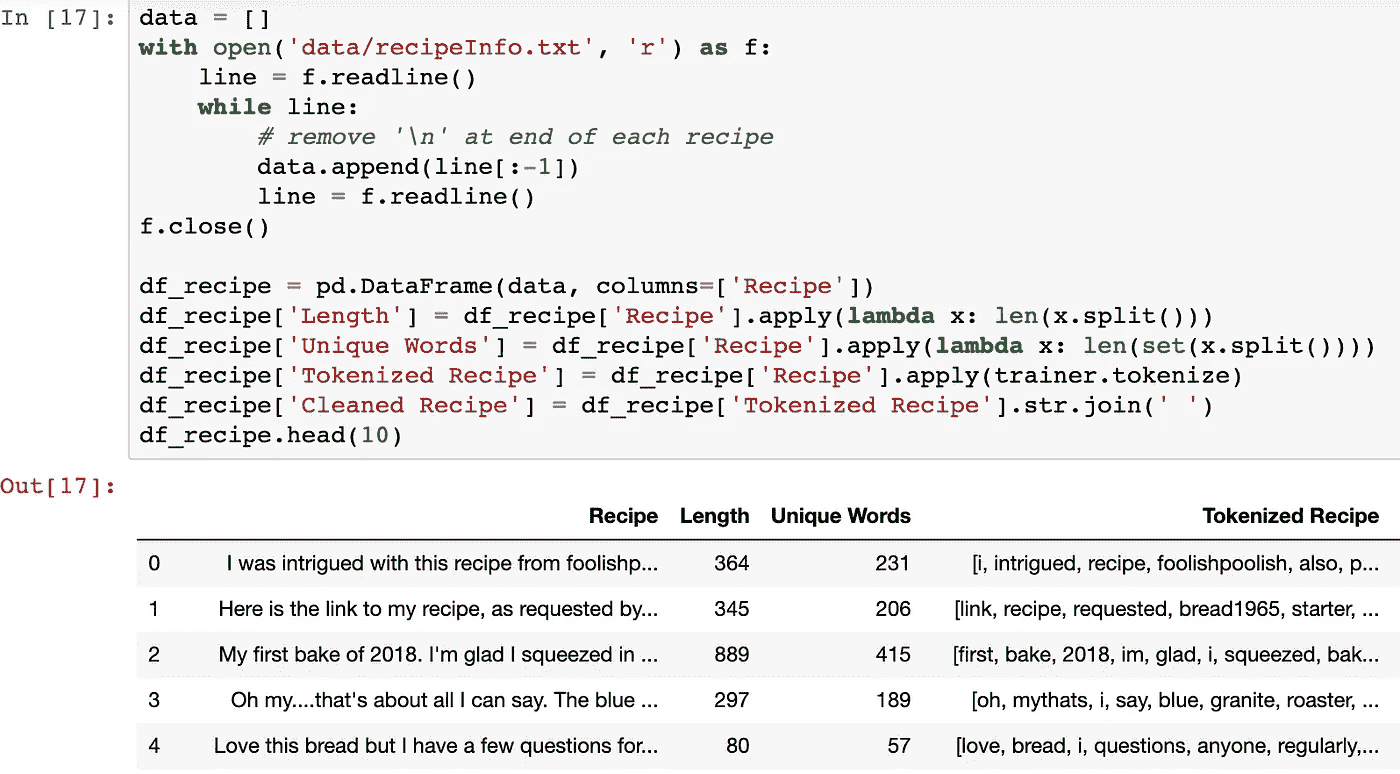 In [17]: data = []
with open('data/recipeInfo.txt', 'r') as f:
    line = f.readline()
    while line:
        # remove '\n' at end of each recipe
        data.append(line[:-1])
        line = f.readline()
f.close()

df_recipe = pd.DataFrame(data, columns=['Recipe'])
df_recipe['Length'] = df_recipe['Recipe'].apply(lambda x: len(x.split()))
df_recipe['Unique Words'] = df_recipe['Recipe'].apply(lambda x: len(set(x.split())))
df_recipe['Tokenized Recipe'] = df_recipe['Recipe'].apply(trainer.tokenize)
df_recipe['Cleaned Recipe'] = df_recipe['Tokenized Recipe'].str.join(' ')
df_recipe.head(10)
Out[17]:
Recipe Length Unique Words Tokenized Recipe
0 I was intrigued with this recipe from foolishp... 364 231 [i, intrigued, recipe, foolishpoolish, also, p...
1 Here is the link to my recipe, as requested by... 345 206 [link, recipe, requested, bread1965, starter, ...
2 My first bake of 2018. I'm glad I squeezed in ... 889 415 [first, bake, 2018, im, glad, i, squeezed, bak...
3 Oh my....that's about all I can say. The blue ... 297 189 [oh, mythats, i, say, blue, granite, roaster, ...
4 Love this bread but I have a few questions for... 80 57 [love, bread, i, questions, anyone, regularly,...